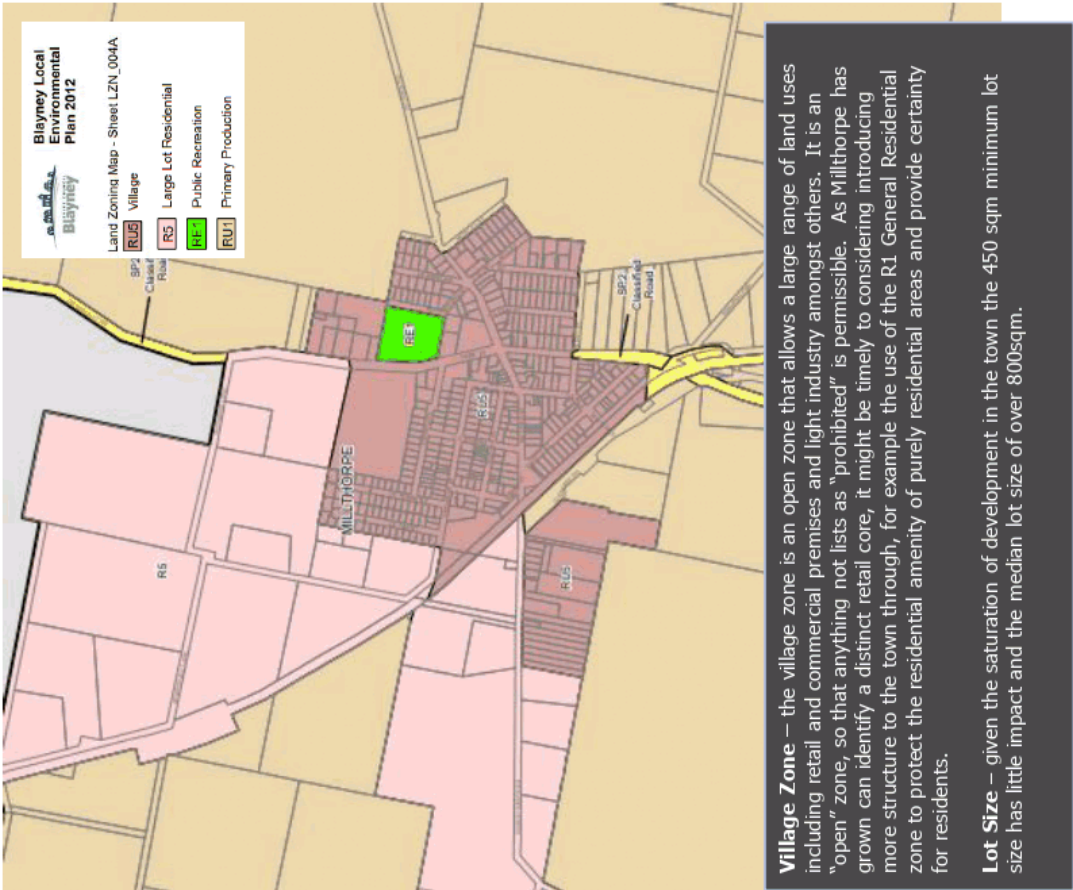 Blayney
Blayney Local
Environmental
Plan 2012
Land Zoning Map - Sheet LZN_004A
RU5 Village
R5 Large Lot Residential
RE1 Public Recreation
RU1 Primary Production
SP2
Classif
Roa
RE1
RU5
MILLTHORPE
R5
RU5
SP2
Classified
Road
Village Zone – the village zone is an open zone that allows a large range of land uses
including retail and commercial premises and light industry amongst others. It is an
“open” zone, so that anything not lists as “prohibited” is permissible. As Millthorpe has
grown can identify a distinct retail core, it might be timely to considering introducing
more structure to the town through, for example the use of the R1 General Residential
zone to protect the residential amenity of purely residential areas and provide certainty
for residents.
Lot Size – given the saturation of development in the town the 450 sqm minimum lot
size has little impact and the median lot size of over 800sqm.